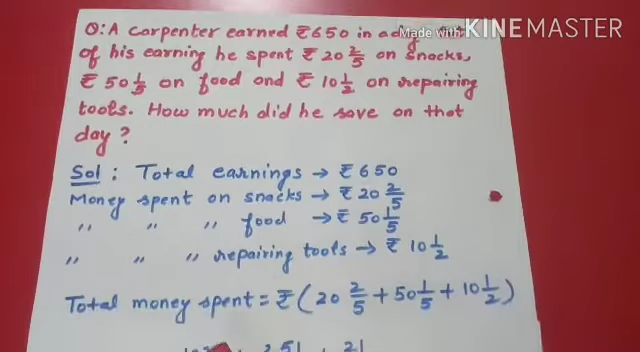 Made with KINEMASTER
Q: A carpenter earned ₹650 in a day
of his earning he spent ₹ 20 2/5 on snacks,
₹ 50 1/5 on food and ₹ 10 1/2 on repairing
tools. How much did he save on that
day ?
Sol : Total earnings → ₹ 650
Money spent on snacks → ₹ 20 2/5
,, ,, ,, food → ₹ 50 1/5
,, ,, ,, repairing tools → ₹ 10 1/2
Total money spent = ₹ ( 20 2/5 + 50 1/5 + 10 1/2 )
251 + 21